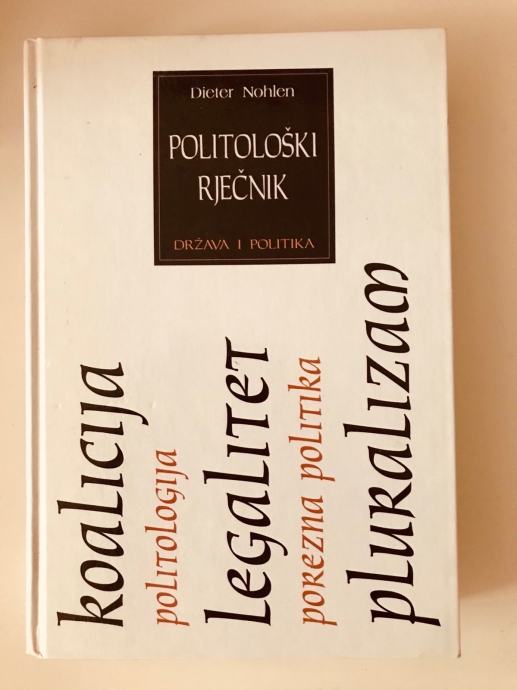 Dieter Nohlen
POLITOLOŠKI
RJEČNIK
DRŽAVA I POLITIKA
koalicija
politologija
legalitet
porezna politika
pluralizam